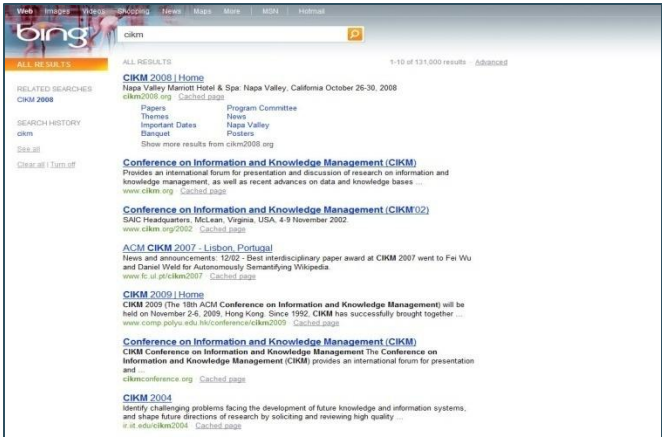 Web Images Videos Shopping News Maps More | MSN | Hotmail
bing
cikm
ALL RESULTS
RELATED SEARCHES
CIKM 2008
SEARCH HISTORY
cikm
See all
Clear all | Turn off
ALL RESULTS
1-10 of 131,000 results · Advanced
CIKM 2008 | Home
Napa Valley Marriott Hotel & Spa: Napa Valley, California October 26-30, 2008
cikm2008.org · Cached page
Papers Program Committee
Themes News
Important Dates Napa Valley
Banquet Posters
Show more results from cikm2008.org
Conference on Information and Knowledge Management (CIKM)
Provides an international forum for presentation and discussion of research on information and
knowledge management, as well as recent advances on data and knowledge bases ...
www.cikm.org · Cached page
Conference on Information and Knowledge Management (CIKM'02)
SAIC Headquarters, McLean, Virginia, USA, 4-9 November 2002.
www.cikm.org/2002 · Cached page
ACM CIKM 2007 - Lisbon, Portugal
News and announcements: 12/02 - Best interdisciplinary paper award at CIKM 2007 went to Fei Wu
and Daniel Weld for Autonomously Semantifying Wikipedia.
www.fc.ul.pt/cikm2007 · Cached page
CIKM 2009 | Home
CIKM 2009 (The 18th ACM Conference on Information and Knowledge Management) will be
held on November 2-6, 2009, Hong Kong. Since 1992, CIKM has successfully brought together ...
www.comp.polyu.edu.hk/conference/cikm2009 · Cached page
Conference on Information and Knowledge Management (CIKM)
CIKM Conference on Information and Knowledge Management The Conference on
Information and Knowledge Management (CIKM) provides an international forum for presentation
and ...
cikmconference.org · Cached page
CIKM 2004
Identify challenging problems facing the development of future knowledge and information systems,
and shape future directions of research by soliciting and reviewing high quality ...
ir.iit.edu/cikm2004 · Cached page